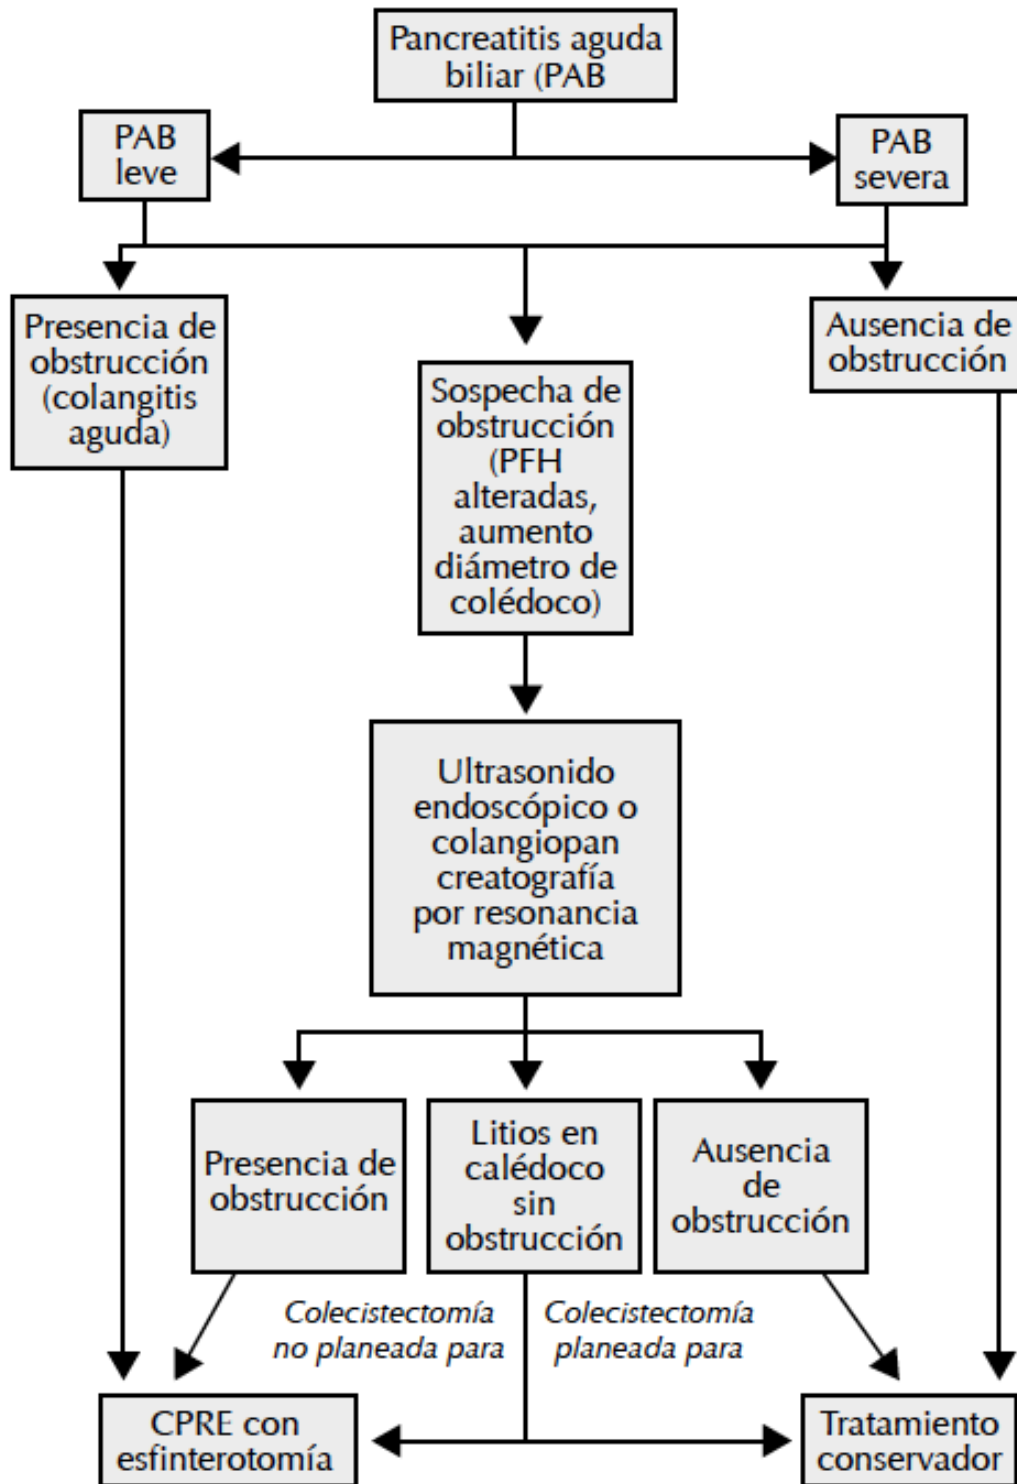 Pancreatitis aguda
biliar (PAB
PAB
leve
PAB
severa
Presencia de
obstrucción
(colangitis
aguda)
Sospecha de
obstrucción
(PFH
alteradas,
aumento
diámetro de
colédoco)
Ausencia de
obstrucción
Ultrasonido
endoscópico o
colangiopan
creatografía
por resonancia
magnética
Presencia de
obstrucción
Litios en
calédoco
sin
obstrucción
Ausencia
de
obstrucción
Colecistectomía
no planeada para
Colecistectomía
planeada para
CPRE con
esfinterotomía
Tratamiento
conservador